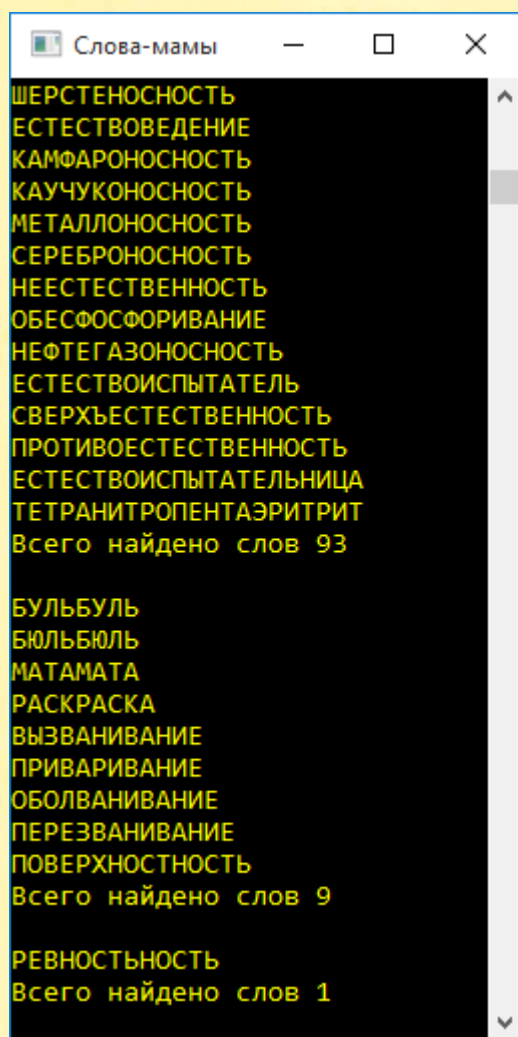 Слова-мамы
ШЕРСТЕНОСНОСТЬ
ЕСТЕСТВОВЕДЕНИЕ
КАМФАРОНОСНОСТЬ
КАУЧУКОНОСНОСТЬ
МЕТАЛЛОНОСНОСТЬ
СЕРЕБРОНОСНОСТЬ
НЕЕСТЕСТВЕННОСТЬ
ОБЕСФОСФОРИВАНИЕ
НЕФТЕГАЗОНОСНОСТЬ
ЕСТЕСТВОИСПЫТАТЕЛЬ
СВЕРХЪЕСТЕСТВЕННОСТЬ
ПРОТИВОЕСТЕСТВЕННОСТЬ
ЕСТЕСТВОИСПЫТАТЕЛЬНИЦА
ТЕТРАНИТРОПЕНТАЭРИТРИТ
Всего найдено слов 93
БУЛЬБУЛЬ
БЮЛЬБЮЛЬ
МАТАМАТА
РАСКРАСКА
ВЫЗВАНИВАНИЕ
ПРИВАРИВАНИЕ
ОБОЛВАНИВАНИЕ
ПЕРЕЗВАНИВАНИЕ
ПОВЕРХНОСТНОСТЬ
Всего найдено слов 9
РЕВНОСТЬНОСТЬ
Всего найдено слов 1